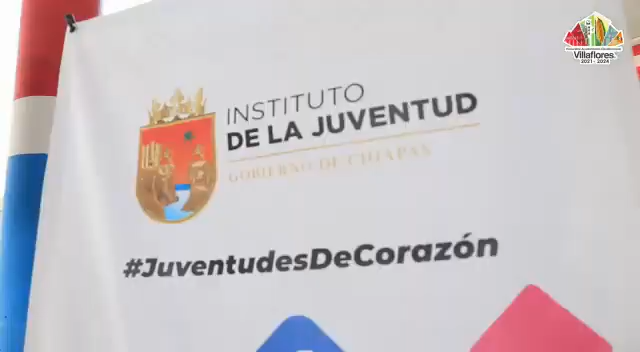 INSTITUTO
DE LA JUVENTUD
GOBIERNO DE CHIAPAS
#JuventudesDeCorazón
Villaflores
2021 - 2024